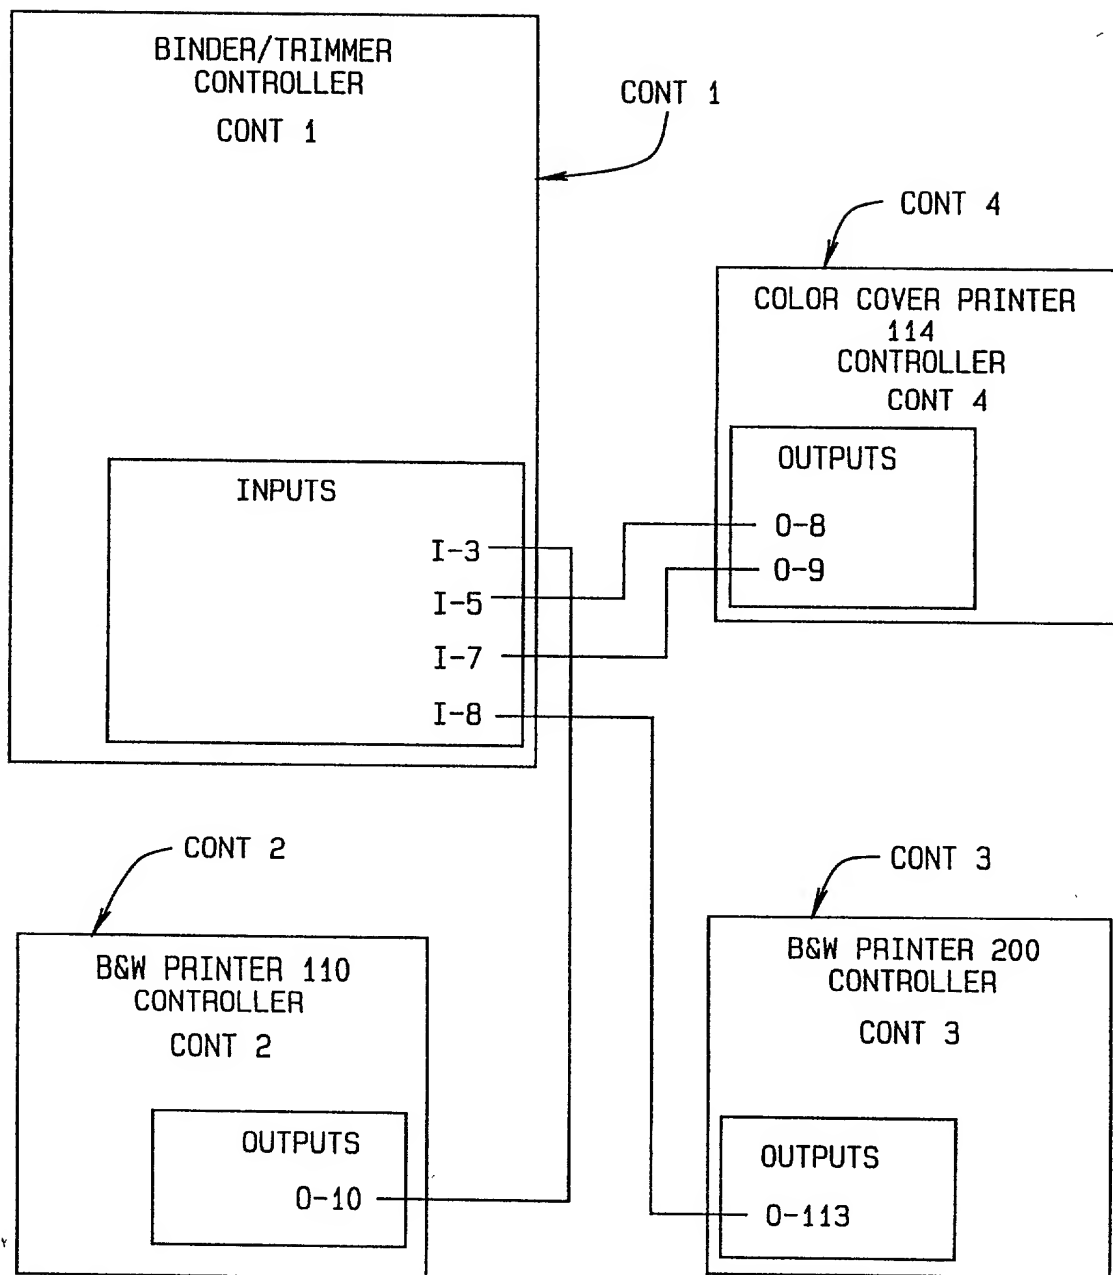 BINDER/TRIMMER
CONTROLLER
CONT 1
CONT 1
CONT 4
COLOR COVER PRINTER
114
CONTROLLER
CONT 4
OUTPUTS
O-8
O-9
INPUTS
I-3
I-5
I-7
I-8
CONT 2
B&W PRINTER 110
CONTROLLER
CONT 2
OUTPUTS
O-10
CONT 3
B&W PRINTER 200
CONTROLLER
CONT 3
OUTPUTS
O-113